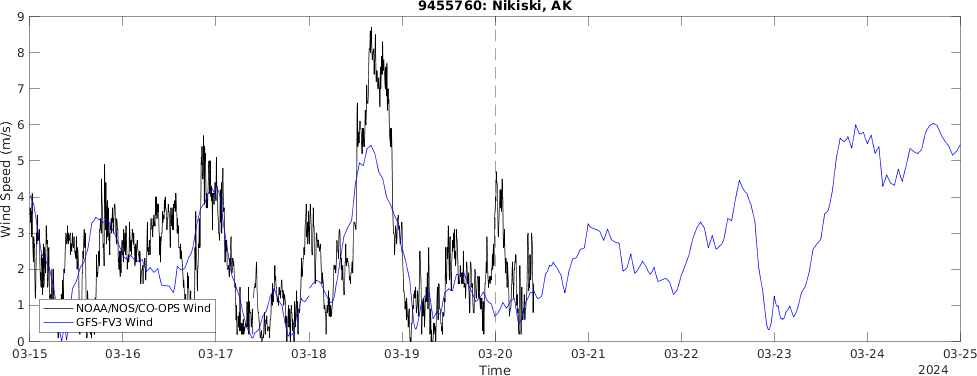 9455760: Nikiski, AK
Wind Speed (m/s)
9
8
7
6
5
4
3
2
1
0
NOAA/NOS/CO-OPS Wind
GFS-FV3 Wind
03-15 03-16 03-17 03-18 03-19 03-20 03-21 03-22 03-23 03-24 03-25
Time
2024